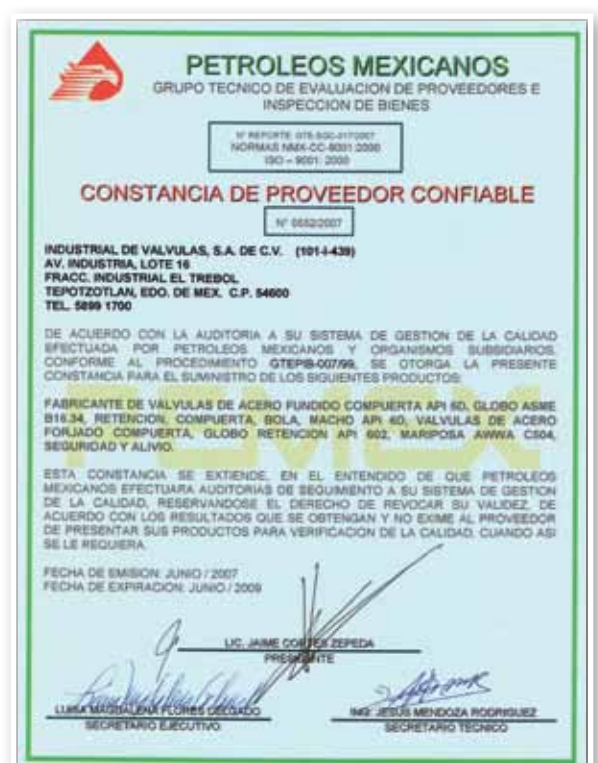 PETROLEOS MEXICANOS
GRUPO TECNICO DE EVALUACION DE PROVEEDORES E
INSPECCION DE BIENES
N° REPORTE: GTE-SGC-317/2007
NORMAS NMX-CC-9001:2000
ISO – 9001: 2000
CONSTANCIA DE PROVEEDOR CONFIABLE
N° 0552/2007
INDUSTRIAL DE VALVULAS, S.A. DE C.V. (101-I-439)
AV. INDUSTRIA, LOTE 16
FRACC. INDUSTRIAL EL TREBOL
TEPOTZOTLAN, EDO. DE MEX. C.P. 54600
TEL. 5899 1700
DE ACUERDO CON LA AUDITORIA A SU SISTEMA DE GESTION DE LA CALIDAD
EFECTUADA POR PETROLEOS MEXICANOS Y ORGANISMOS SUBSIDIARIOS,
CONFORME AL PROCEDIMIENTO GTEPIB-007/99, SE OTORGA LA PRESENTE
CONSTANCIA PARA EL SUMINISTRO DE LOS SIGUIENTES PRODUCTOS:
FABRICANTE DE VALVULAS DE ACERO FUNDIDO COMPUERTA API 6D, GLOBO ASME
B16.34, RETENCION, COMPUERTA, BOLA, MACHO API 6D, VALVULAS DE ACERO
FORJADO COMPUERTA, GLOBO RETENCION API 602, MARIPOSA AWWA C504,
SEGURIDAD Y ALIVIO.
ESTA CONSTANCIA SE EXTIENDE, EN EL ENTENDIDO DE QUE PETROLEOS
MEXICANOS EFECTUARA AUDITORIAS DE SEGUIMIENTO A SU SISTEMA DE GESTION
DE LA CALIDAD, RESERVANDOSE EL DERECHO DE REVOCAR SU VALIDEZ, DE
ACUERDO CON LOS RESULTADOS QUE SE OBTENGAN Y NO EXIME AL PROVEEDOR
DE PRESENTAR SUS PRODUCTOS PARA VERIFICACION DE LA CALIDAD, CUANDO ASI
SE LE REQUIERA.
FECHA DE EMISION: JUNIO / 2007
FECHA DE EXPIRACION: JUNIO / 2009
LIC. JAIME CORTES ZEPEDA
PRESIDENTE
LUISA MAGDALENA FLORES DELGADO
SECRETARIO EJECUTIVO
ING. JESUS MENDOZA RODRIGUEZ
SECRETARIO TECNICO